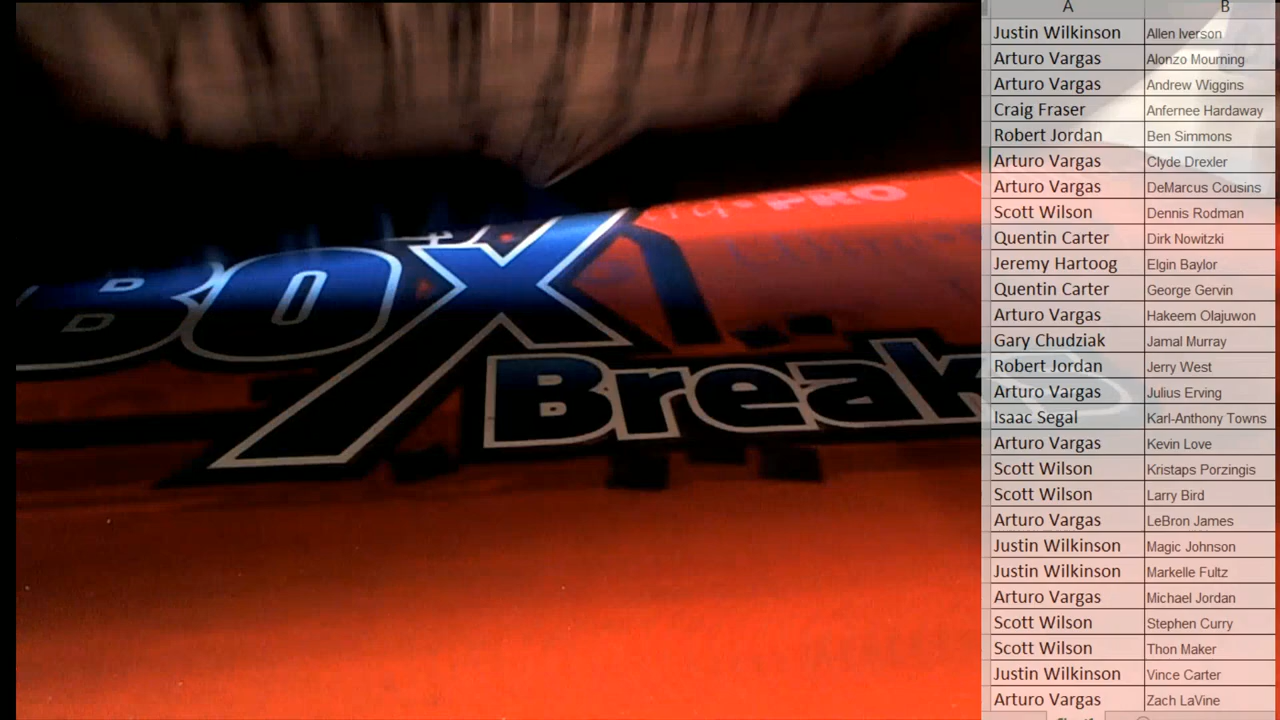 BOX
Breaks
PRO
A B
Justin Wilkinson Allen Iverson
Arturo Vargas Alonzo Mourning
Arturo Vargas Andrew Wiggins
Craig Fraser Anfernee Hardaway
Robert Jordan Ben Simmons
Arturo Vargas Clyde Drexler
Arturo Vargas DeMarcus Cousins
Scott Wilson Dennis Rodman
Quentin Carter Dirk Nowitzki
Jeremy Hartoog Elgin Baylor
Quentin Carter George Gervin
Arturo Vargas Hakeem Olajuwon
Gary Chudziak Jamal Murray
Robert Jordan Jerry West
Arturo Vargas Julius Erving
Isaac Segal Karl-Anthony Towns
Arturo Vargas Kevin Love
Scott Wilson Kristaps Porzingis
Scott Wilson Larry Bird
Arturo Vargas LeBron James
Justin Wilkinson Magic Johnson
Justin Wilkinson Markelle Fultz
Arturo Vargas Michael Jordan
Scott Wilson Stephen Curry
Scott Wilson Thon Maker
Justin Wilkinson Vince Carter
Arturo Vargas Zach LaVine